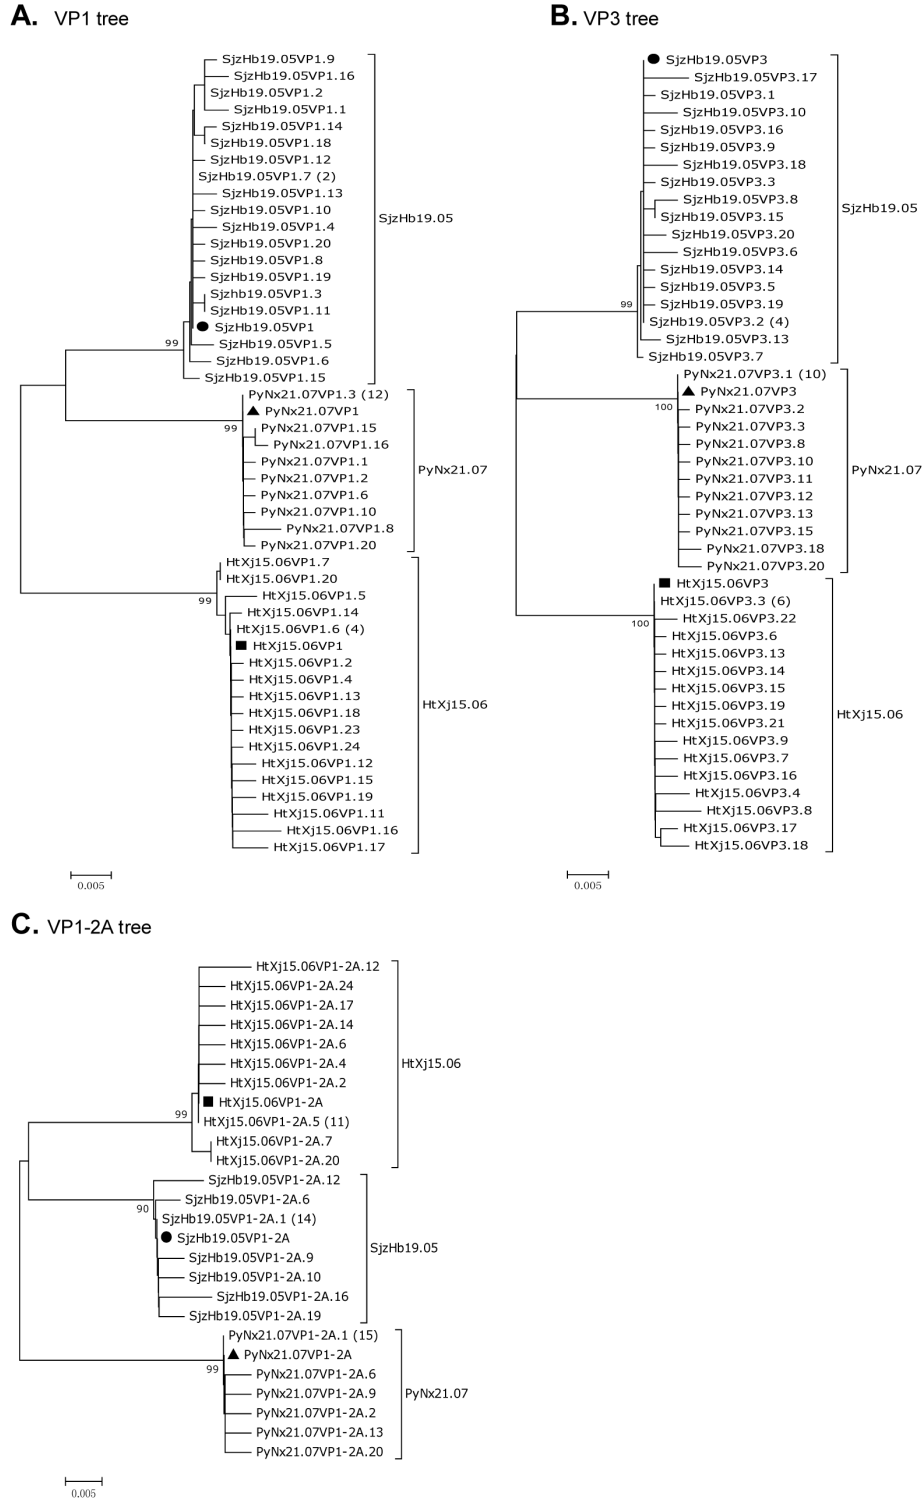 A. VP1 tree
SjzHb19.05VP1.9
SjzHb19.05VP1.16
SjzHb19.05VP1.2
SjzHb19.05VP1.1
SjzHb19.05VP1.14
SjzHb19.05VP1.18
SjzHb19.05VP1.12
SjzHb19.05VP1.7 (2)
SjzHb19.05VP1.13
SjzHb19.05VP1.10
SjzHb19.05VP1.4
SjzHb19.05VP1.20
SjzHb19.05VP1.8
SjzHb19.05VP1.19
Sjzhb19.05VP1.3
SjzHb19.05VP1.11
SjzHb19.05VP1
SjzHb19.05VP1.5
SjzHb19.05VP1.6
SjzHb19.05VP1.15
99
SjzHb19.05
PyNx21.07VP1.3 (12)
PyNx21.07VP1
PyNx21.07VP1.15
PyNx21.07VP1.16
PyNx21.07VP1.1
PyNx21.07VP1.2
PyNx21.07VP1.6
PyNx21.07VP1.10
PyNx21.07VP1.8
PyNx21.07VP1.20
99
PyNx21.07
HtXj15.06VP1.7
HtXj15.06VP1.20
HtXj15.06VP1.5
HtXj15.06VP1.14
HtXj15.06VP1.6 (4)
HtXj15.06VP1
HtXj15.06VP1.2
HtXj15.06VP1.4
HtXj15.06VP1.13
HtXj15.06VP1.18
HtXj15.06VP1.23
HtXj15.06VP1.24
HtXj15.06VP1.12
HtXj15.06VP1.15
HtXj15.06VP1.19
HtXj15.06VP1.11
HtXj15.06VP1.16
HtXj15.06VP1.17
99
HtXj15.06
0.005
B. VP3 tree
SjzHb19.05VP3
SjzHb19.05VP3.17
SjzHb19.05VP3.1
SjzHb19.05VP3.10
SjzHb19.05VP3.16
SjzHb19.05VP3.9
SjzHb19.05VP3.18
SjzHb19.05VP3.3
SjzHb19.05VP3.8
SjzHb19.05VP3.15
SjzHb19.05VP3.20
SjzHb19.05VP3.6
SjzHb19.05VP3.14
SjzHb19.05VP3.5
SjzHb19.05VP3.19
SjzHb19.05VP3.2 (4)
SjzHb19.05VP3.13
SjzHb19.05VP3.7
99
SjzHb19.05
PyNx21.07VP3.1 (10)
PyNx21.07VP3
PyNx21.07VP3.2
PyNx21.07VP3.3
PyNx21.07VP3.8
PyNx21.07VP3.10
PyNx21.07VP3.11
PyNx21.07VP3.12
PyNx21.07VP3.13
PyNx21.07VP3.15
PyNx21.07VP3.18
PyNx21.07VP3.20
100
PyNx21.07
HtXj15.06VP3
HtXj15.06VP3.3 (6)
HtXj15.06VP3.22
HtXj15.06VP3.6
HtXj15.06VP3.13
HtXj15.06VP3.14
HtXj15.06VP3.15
HtXj15.06VP3.19
HtXj15.06VP3.21
HtXj15.06VP3.9
HtXj15.06VP3.7
HtXj15.06VP3.16
HtXj15.06VP3.4
HtXj15.06VP3.8
HtXj15.06VP3.17
HtXj15.06VP3.18
100
HtXj15.06
0.005
C. VP1-2A tree
HtXj15.06VP1-2A.12
HtXj15.06VP1-2A.24
HtXj15.06VP1-2A.17
HtXj15.06VP1-2A.14
HtXj15.06VP1-2A.6
HtXj15.06VP1-2A.4
HtXj15.06VP1-2A.2
HtXj15.06VP1-2A
HtXj15.06VP1-2A.5 (11)
HtXj15.06VP1-2A.7
HtXj15.06VP1-2A.20
99
HtXj15.06
SjzHb19.05VP1-2A.12
SjzHb19.05VP1-2A.6
SjzHb19.05VP1-2A.1 (14)
SjzHb19.05VP1-2A
SjzHb19.05VP1-2A.9
SjzHb19.05VP1-2A.10
SjzHb19.05VP1-2A.16
SjzHb19.05VP1-2A.19
90
SjzHb19.05
PyNx21.07VP1-2A.1 (15)
PyNx21.07VP1-2A
PyNx21.07VP1-2A.6
PyNx21.07VP1-2A.9
PyNx21.07VP1-2A.2
PyNx21.07VP1-2A.13
PyNx21.07VP1-2A.20
99
PyNx21.07
0.005